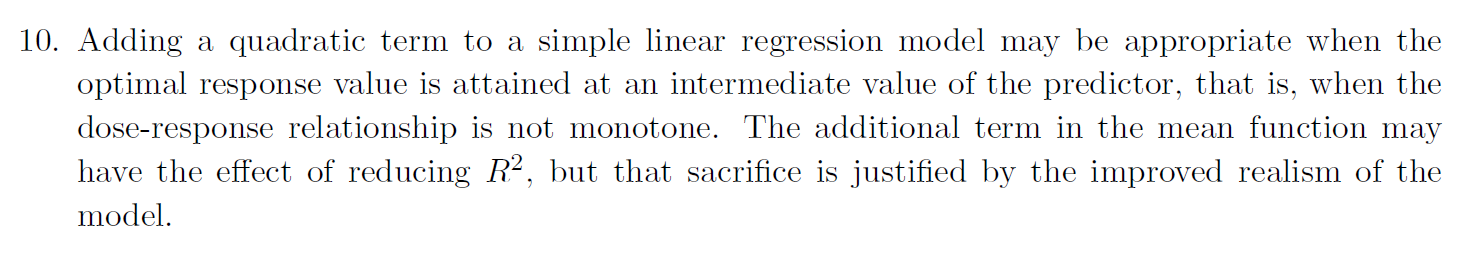 10. Adding a quadratic term to a simple linear regression model may be appropriate when the
optimal response value is attained at an intermediate value of the predictor, that is, when the
dose-response relationship is not monotone. The additional term in the mean function may
have the effect of reducing R², but that sacrifice is justified by the improved realism of the
model.